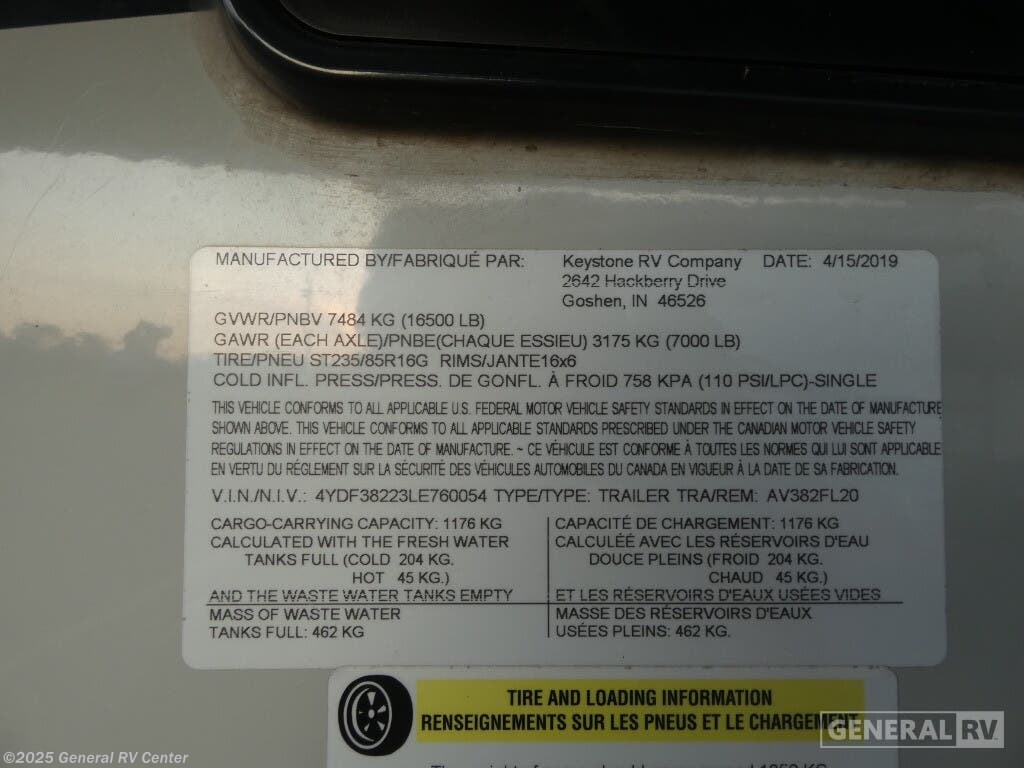 MANUFACTURED BY/FABRIQUÉ PAR: Keystone RV Company DATE: 4/15/2019
2642 Hackberry Drive
Goshen, IN 46526
GVWR/PNBV 7484 KG (16500 LB)
GAWR (EACH AXLE)/PNBE(CHAQUE ESSIEU) 3175 KG (7000 LB)
TIRE/PNEU ST235/85R16G RIMS/JANTE16x6
COLD INFL. PRESS/PRESS. DE GONFL. À FROID 758 KPA (110 PSI/LPC)-SINGLE
THIS VEHICLE CONFORMS TO ALL APPLICABLE U.S. FEDERAL MOTOR VEHICLE SAFETY STANDARDS IN EFFECT ON THE DATE OF MANUFACTURE
SHOWN ABOVE. THIS VEHICLE CONFORMS TO ALL APPLICABLE STANDARDS PRESCRIBED UNDER THE CANADIAN MOTOR VEHICLE SAFETY
REGULATIONS IN EFFECT ON THE DATE OF MANUFACTURE. ~ CE VÉHICULE EST CONFORME À TOUTES LES NORMES QUI LUI SONT APPLICABLE
EN VERTU DU RÉGLEMENT SUR LA SÉCURITÉ DES VÉHICULES AUTOMOBILES DU CANADA EN VIGUEUR À LA DATE DE SA FABRICATION.
V.I.N./N.I.V.: 4YDF38223LE760054 TYPE/TYPE: TRAILER TRA/REM: AV382FL20
CARGO-CARRYING CAPACITY: 1176 KG
CALCULATED WITH THE FRESH WATER
TANKS FULL (COLD 204 KG.
HOT 45 KG.)
AND THE WASTE WATER TANKS EMPTY
MASS OF WASTE WATER
TANKS FULL: 462 KG
CAPACITÉ DE CHARGEMENT: 1176 KG
CALCULÉE AVEC LES RÉSERVOIRS D'EAU
DOUCE PLEINS (FROID 204 KG.
CHAUD 45 KG.)
ET LES RÉSERVOIRS D'EAUX USÉES VIDES
MASSE DES RÉSERVOIRS D'EAUX
USÉES PLEINS: 462 KG.
TIRE AND LOADING INFORMATION
RENSEIGNEMENTS SUR LES PNEUS ET LE CHARGEMENT
GENERAL RV
©2025 General RV Center